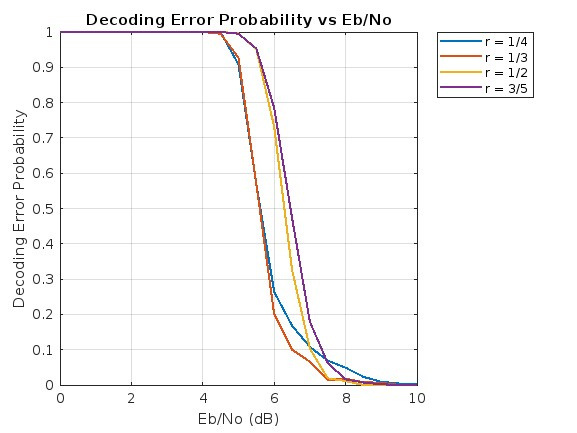 Decoding Error Probability vs Eb/No
r = 1/4
r = 1/3
r = 1/2
r = 3/5
Decoding Error Probability
1
0.9
0.8
0.7
0.6
0.5
0.4
0.3
0.2
0.1
0
0 2 4 6 8 10
Eb/No (dB)